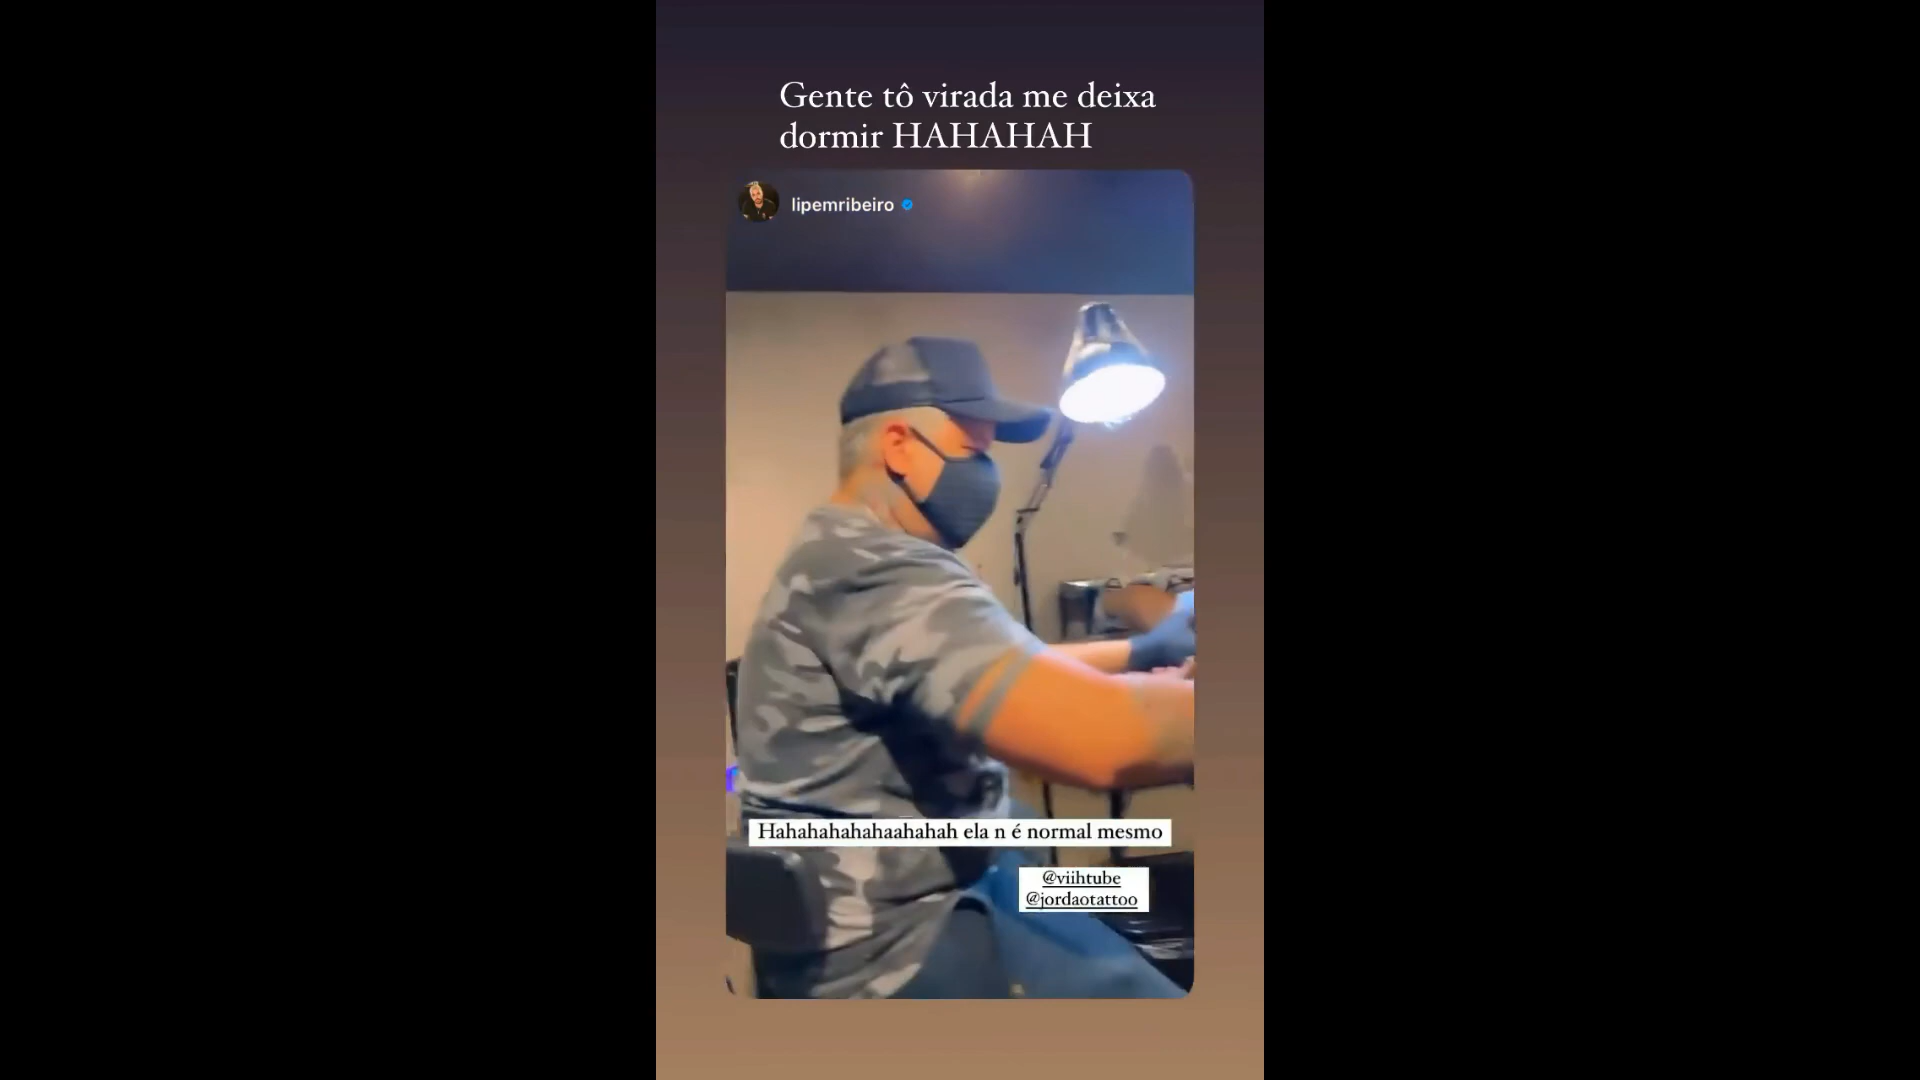 Gente tô virada me deixa
dormir HAHAHAH
lipemribeiro
Hahahahahahaahahah ela n é normal mesmo
@viihtube
@jordaotattoo